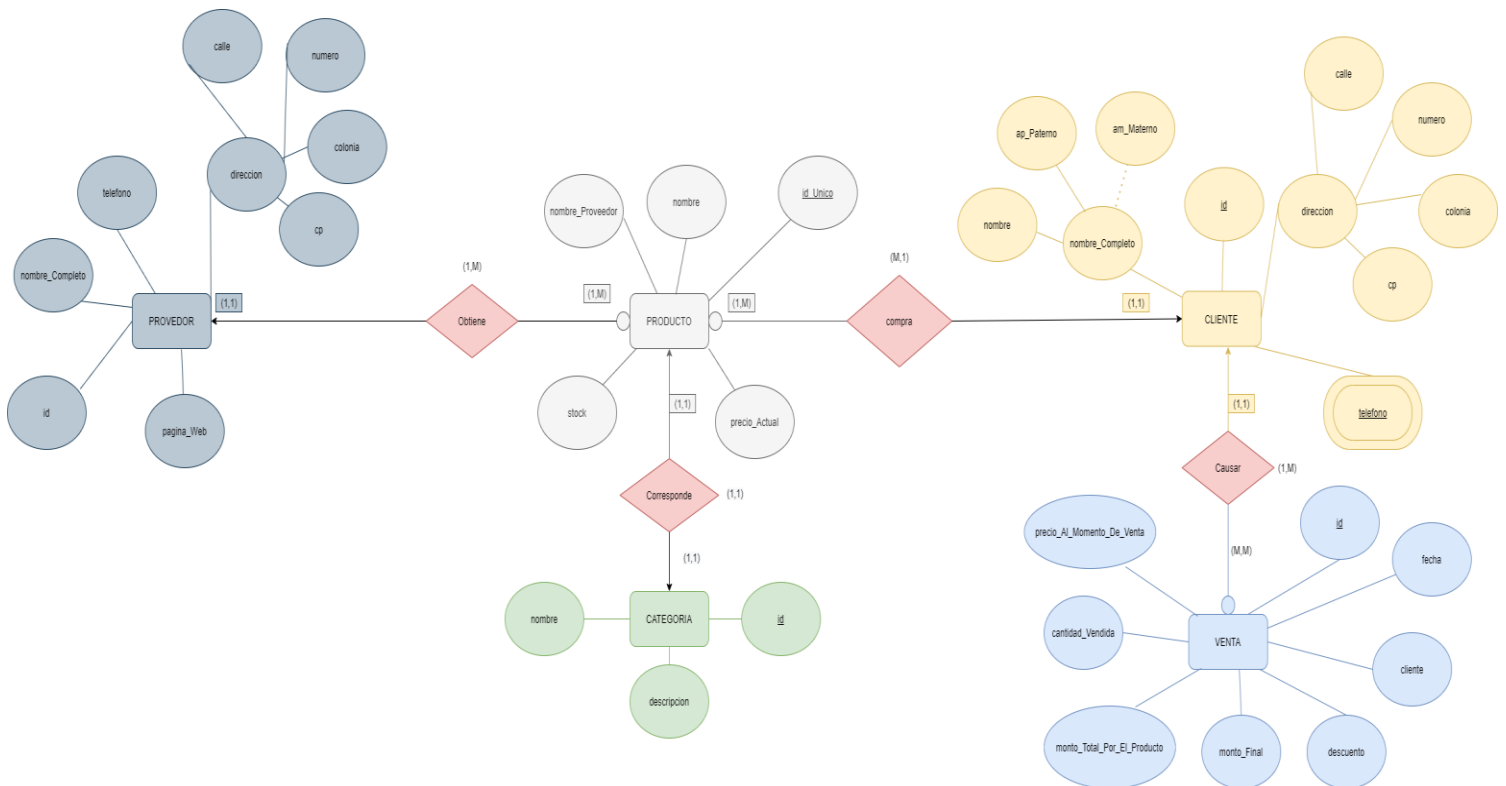 calle
numero
colonia
direccion
cp
telefono
nombre_Completo
PROVEDOR
(1,1)
id
pagina_Web
(1,M)
Obtiene
(1,M)
nombre_Proveedor
nombre
id_Unico
PRODUCTO
(1,M)
stock
precio_Actual
(1,1)
Corresponde
(1,1)
(1,1)
nombre
CATEGORIA
id
descripcion
(M,1)
compra
(1,1)
ap_Paterno
am_Materno
nombre
nombre_Completo
id
calle
numero
direccion
colonia
cp
CLIENTE
telefono
(1,1)
Causar
(1,M)
(M,M)
precio_Al_Momento_De_Venta
id
fecha
cantidad_Vendida
VENTA
cliente
monto_Total_Por_El_Producto
monto_Final
descuento